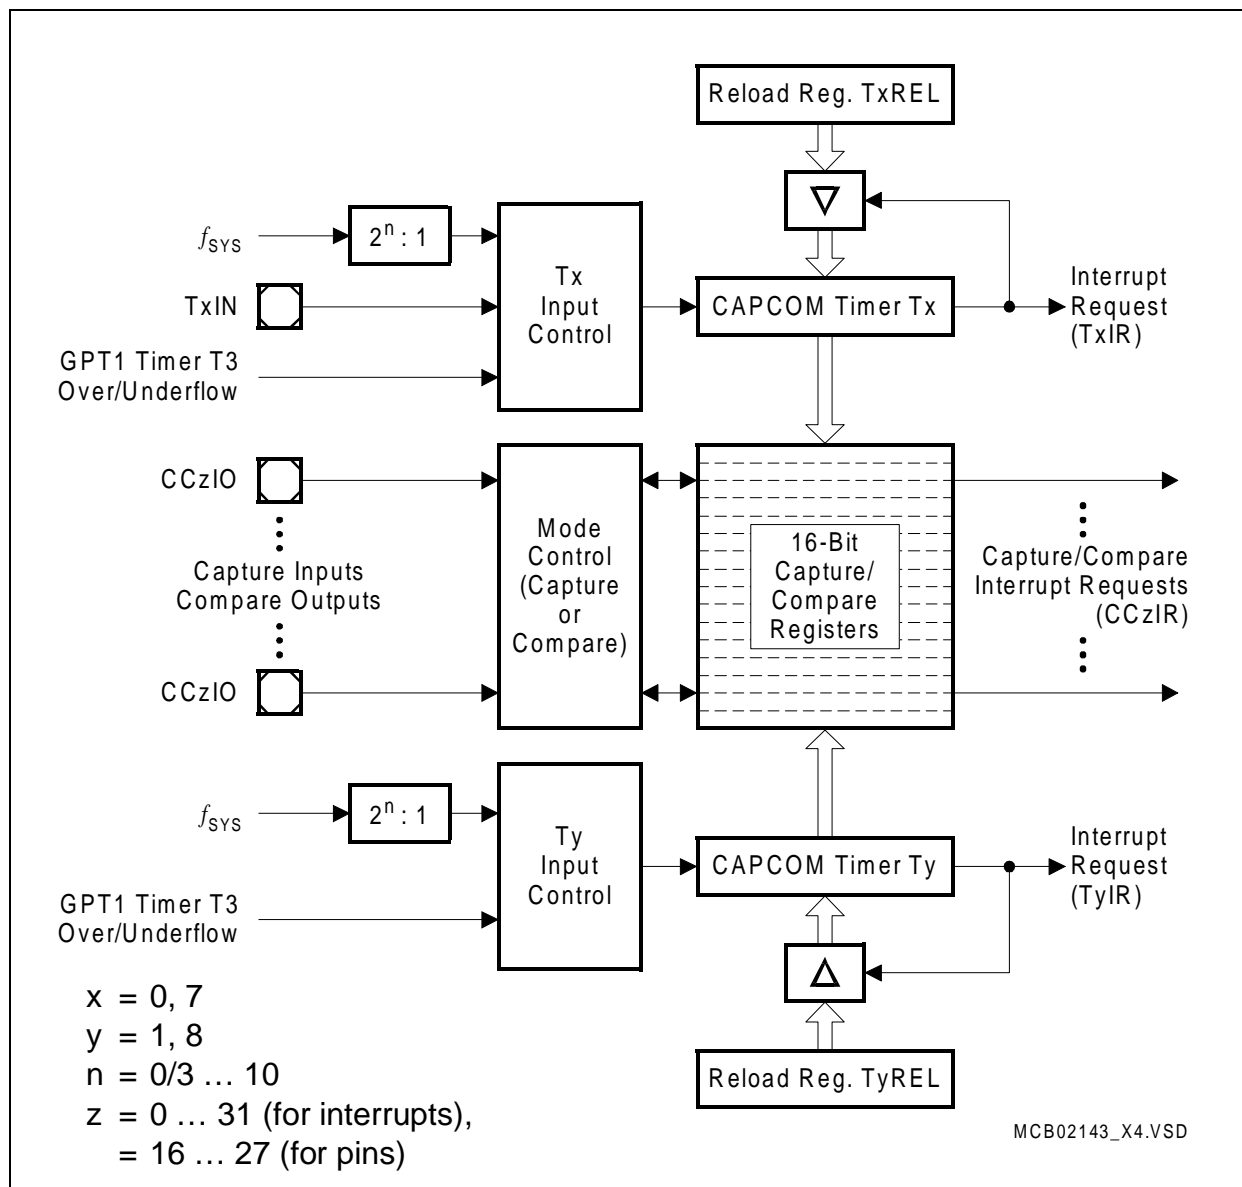 Reload Reg. TxREL
fSYS
2^n : 1
TxIN
GPT1 Timer T3
Over/Underflow
Tx
Input
Control
CAPCOM Timer Tx
Interrupt
Request
(TxIR)
CCzIO
Capture Inputs
Compare Outputs
CCzIO
Mode
Control
(Capture
or
Compare)
16-Bit
Capture/
Compare
Registers
Capture/Compare
Interrupt Requests
(CCzIR)
fSYS
2^n : 1
GPT1 Timer T3
Over/Underflow
Ty
Input
Control
CAPCOM Timer Ty
Interrupt
Request
(TyIR)
Reload Reg. TyREL
x = 0, 7
y = 1, 8
n = 0/3 … 10
z = 0 … 31 (for interrupts),
= 16 … 27 (for pins)
MCB02143_X4.VSD